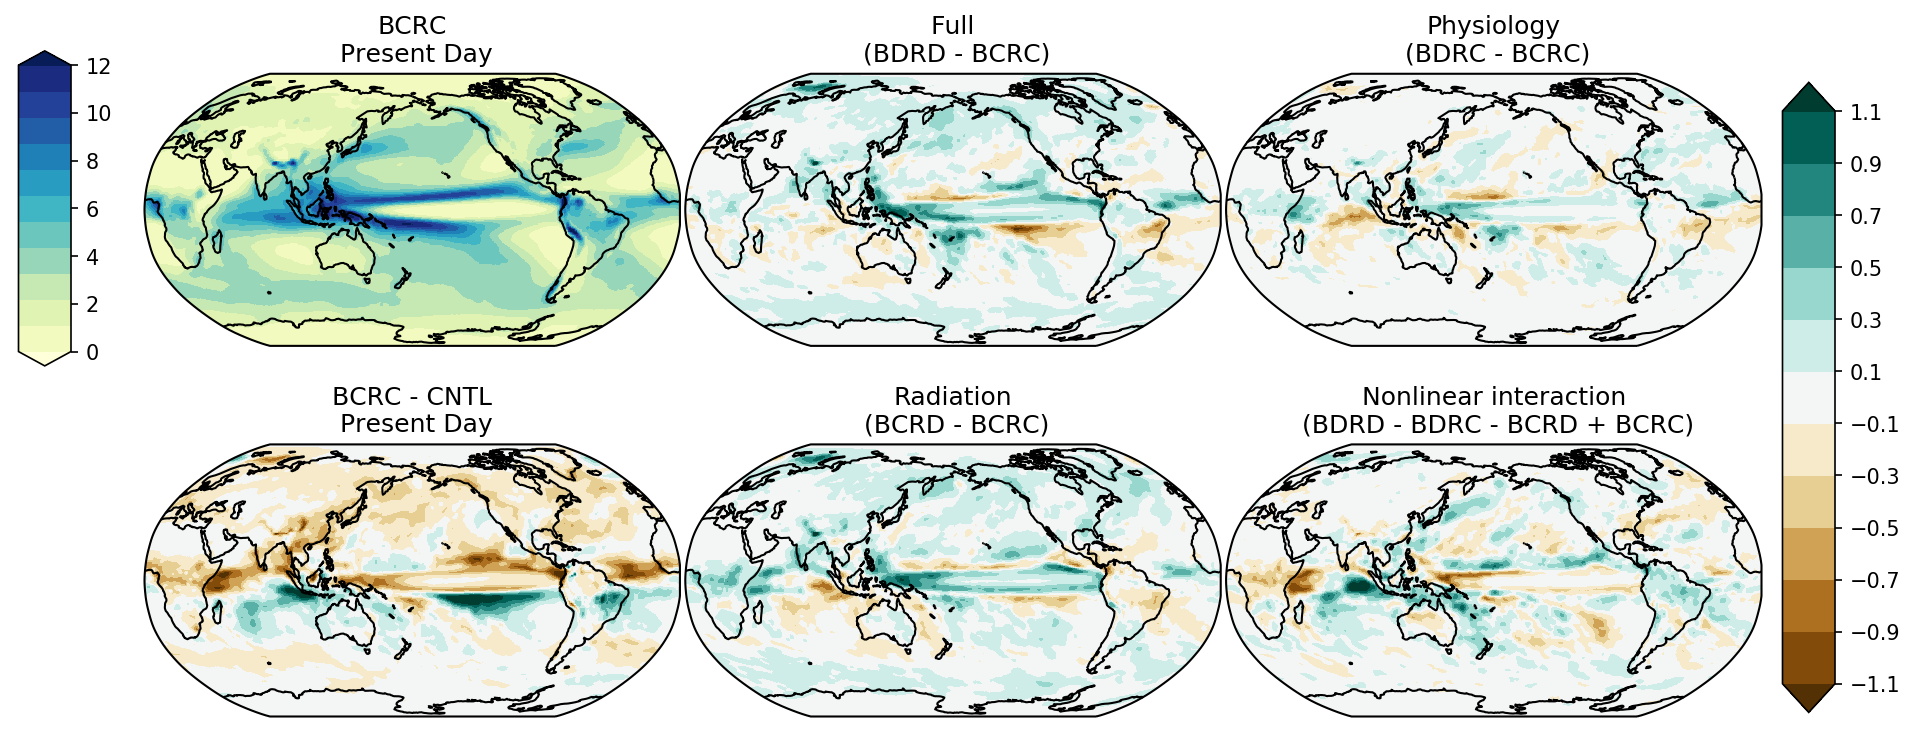 BCRC
Present Day
Full
(BDRD - BCRC)
Physiology
(BDRC - BCRC)
12
10
8
6
4
2
0
1.1
0.9
0.7
0.5
0.3
0.1
−0.1
−0.3
−0.5
−0.7
−0.9
−1.1
BCRC - CNTL
Present Day
Radiation
(BCRD - BCRC)
Nonlinear interaction
(BDRD - BDRC - BCRD + BCRC)